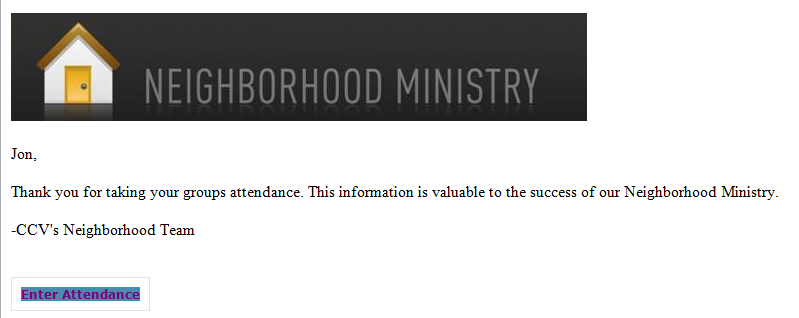 NEIGHBORHOOD MINISTRY
Jon,
Thank you for taking your groups attendance. This information is valuable to the success of our Neighborhood Ministry.
-CCV's Neighborhood Team
Enter Attendance